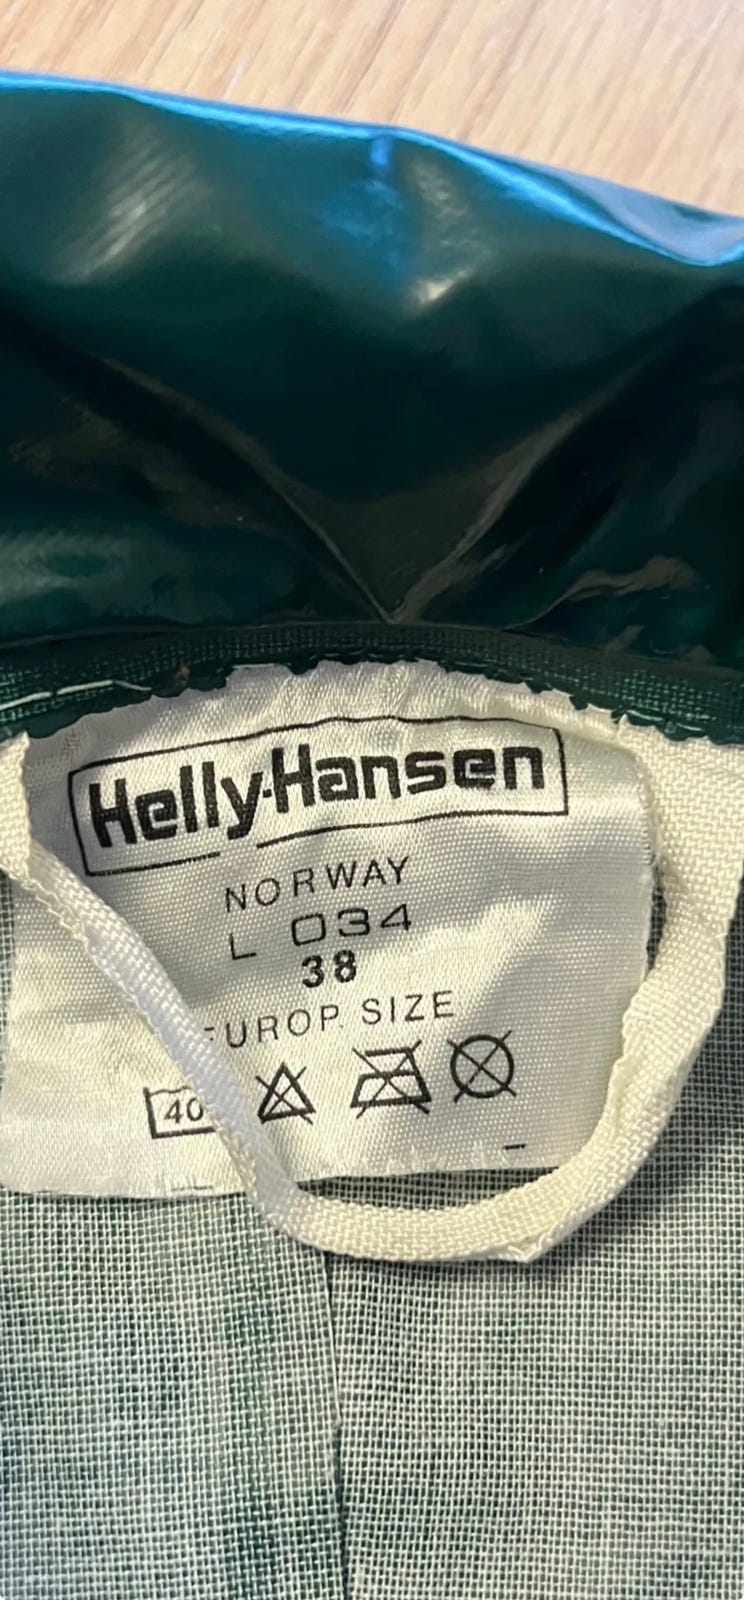 Helly-Hansen
NORWAY
L 034
38
EUROP. SIZE
40